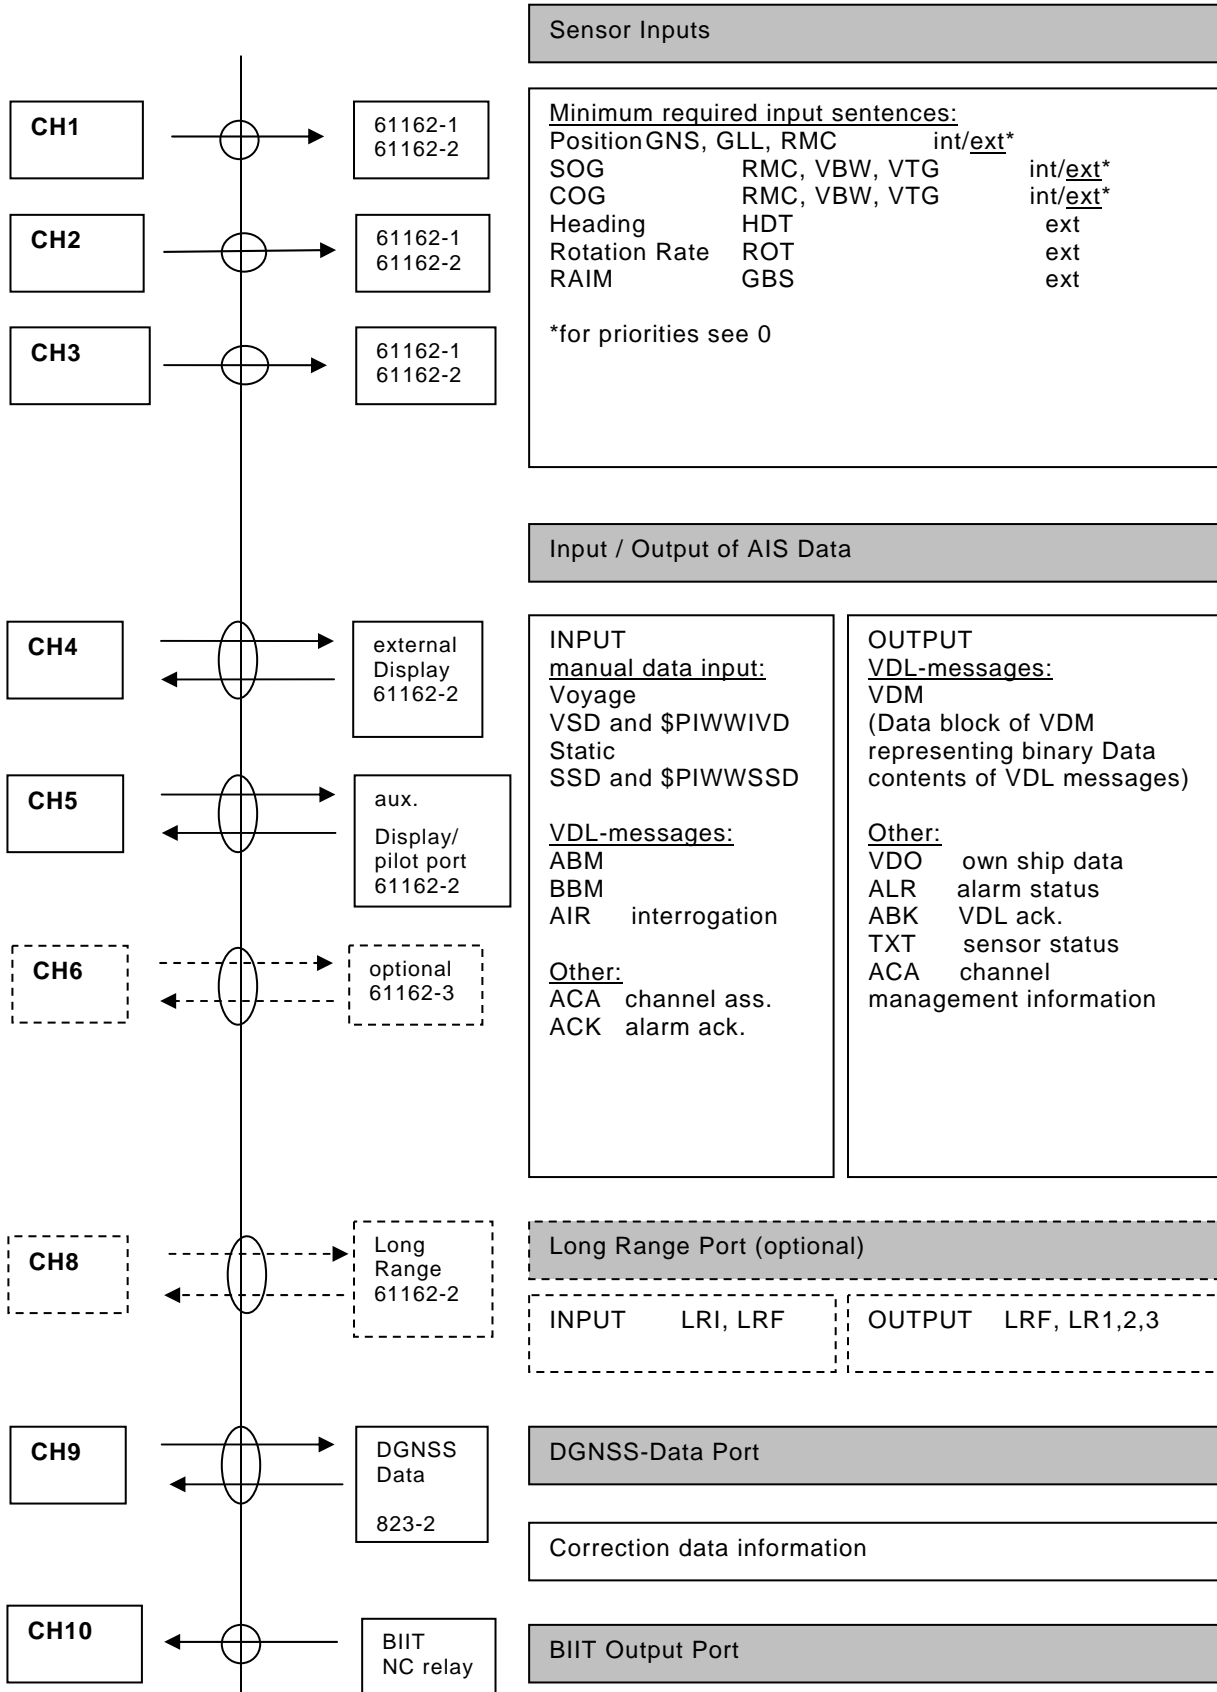 Sensor Inputs
CH1
61162-1
61162-2
CH2
61162-1
61162-2
CH3
61162-1
61162-2
Minimum required input sentences:
Position GNS, GLL, RMC int/ext*
SOG RMC, VBW, VTG int/ext*
COG RMC, VBW, VTG int/ext*
Heading HDT ext
Rotation Rate ROT ext
RAIM GBS ext
*for priorities see 0
Input / Output of AIS Data
CH4
external
Display
61162-2
CH5
aux.
Display/
pilot port
61162-2
CH6
optional
61162-3
INPUT
manual data input:
Voyage
VSD and $PIWWIVD
Static
SSD and $PIWWSSD
VDL-messages:
ABM
BBM
AIR interrogation
Other:
ACA channel ass.
ACK alarm ack.
OUTPUT
VDL-messages:
VDM
(Data block of VDM
representing binary Data
contents of VDL messages)
Other:
VDO own ship data
ALR alarm status
ABK VDL ack.
TXT sensor status
ACA channel
management information
CH8
Long
Range
61162-2
Long Range Port (optional)
INPUT LRI, LRF
OUTPUT LRF, LR1,2,3
CH9
DGNSS
Data
823-2
DGNSS-Data Port
Correction data information
CH10
BIIT
NC relay
BIIT Output Port